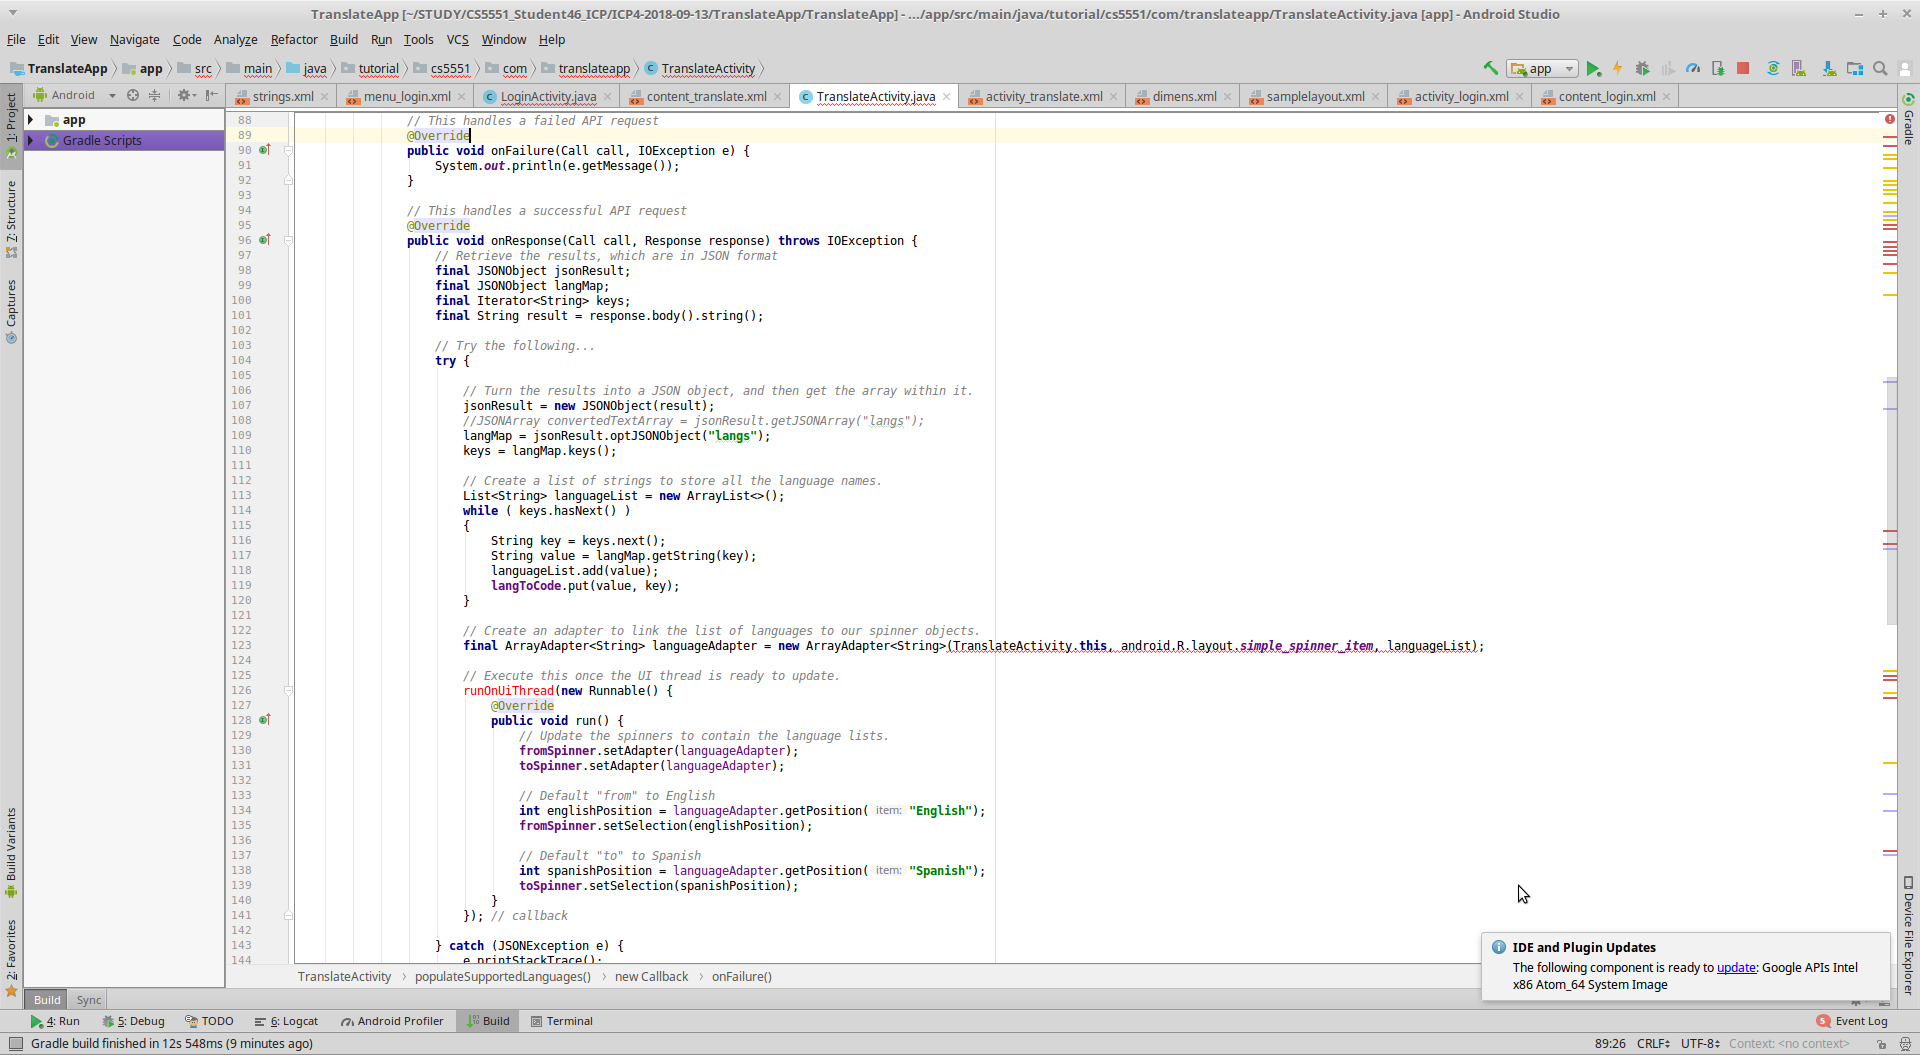 TranslateApp [~/STUDY/CS5551_Student46_ICP/ICP4-2018-09-13/TranslateApp/TranslateApp] - .../app/src/main/java/tutorial/cs5551/com/translateapp/TranslateActivity.java [app] - Android Studio
File Edit View Navigate Code Analyze Refactor Build Run Tools VCS Window Help
TranslateApp app src main java tutorial cs5551 com translateapp TranslateActivity app
Android strings.xml menu_login.xml LoginActivity.java content_translate.xml TranslateActivity.java activity_translate.xml dimens.xml samplelayout.xml activity_login.xml content_login.xml
app
Gradle Scripts
1: Project
7: Structure
Captures
Build Variants
2: Favorites
Gradle
Device File Explorer
88 // This handles a failed API request
89 @Override
90 public void onFailure(Call call, IOException e) {
91 System.out.println(e.getMessage());
92 }
93
94 // This handles a successful API request
95 @Override
96 public void onResponse(Call call, Response response) throws IOException {
97 // Retrieve the results, which are in JSON format
98 final JSONObject jsonResult;
99 final JSONObject langMap;
100 final Iterator<String> keys;
101 final String result = response.body().string();
102
103 // Try the following...
104 try {
105
106 // Turn the results into a JSON object, and then get the array within it.
107 jsonResult = new JSONObject(result);
108 //JSONArray convertedTextArray = jsonResult.getJSONArray("langs");
109 langMap = jsonResult.optJSONObject("langs");
110 keys = langMap.keys();
111
112 // Create a list of strings to store all the language names.
113 List<String> languageList = new ArrayList<>();
114 while ( keys.hasNext() )
115 {
116 String key = keys.next();
117 String value = langMap.getString(key);
118 languageList.add(value);
119 langToCode.put(value, key);
120 }
121
122 // Create an adapter to link the list of languages to our spinner objects.
123 final ArrayAdapter<String> languageAdapter = new ArrayAdapter<String>(TranslateActivity.this, android.R.layout.simple_spinner_item, languageList);
124
125 // Execute this once the UI thread is ready to update.
126 runOnUiThread(new Runnable() {
127 @Override
128 public void run() {
129 // Update the spinners to contain the language lists.
130 fromSpinner.setAdapter(languageAdapter);
131 toSpinner.setAdapter(languageAdapter);
132
133 // Default "from" to English
134 int englishPosition = languageAdapter.getPosition( item: "English");
135 fromSpinner.setSelection(englishPosition);
136
137 // Default "to" to Spanish
138 int spanishPosition = languageAdapter.getPosition( item: "Spanish");
139 toSpinner.setSelection(spanishPosition);
140 }
141 }); // callback
142
143 } catch (JSONException e) {
144 e.printStackTrace();
TranslateActivity › populateSupportedLanguages() › new Callback › onFailure()
IDE and Plugin Updates
The following component is ready to update: Google APIs Intel
x86 Atom_64 System Image
Build Sync
4: Run 5: Debug TODO 6: Logcat Android Profiler Build Terminal 5 Event Log
Gradle build finished in 12s 548ms (9 minutes ago) 89:26 CRLF UTF-8 Context: <no context>